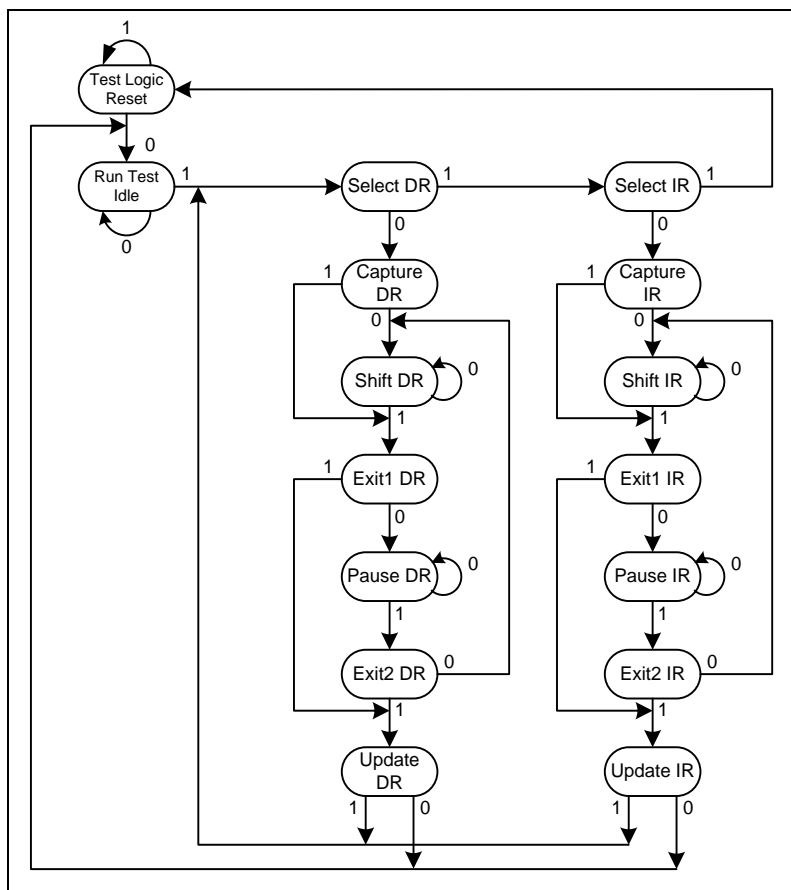 1
Test Logic
Reset
0
Run Test
Idle
1
0
Select DR
1
0
Select IR
1
0
Capture
DR
1
0
Capture
IR
1
0
Shift DR
0
1
Shift IR
0
1
Exit1 DR
1
0
Exit1 IR
1
0
Pause DR
0
1
Pause IR
0
1
Exit2 DR
0
1
Exit2 IR
0
1
Update
DR
1
0
Update IR
1
0